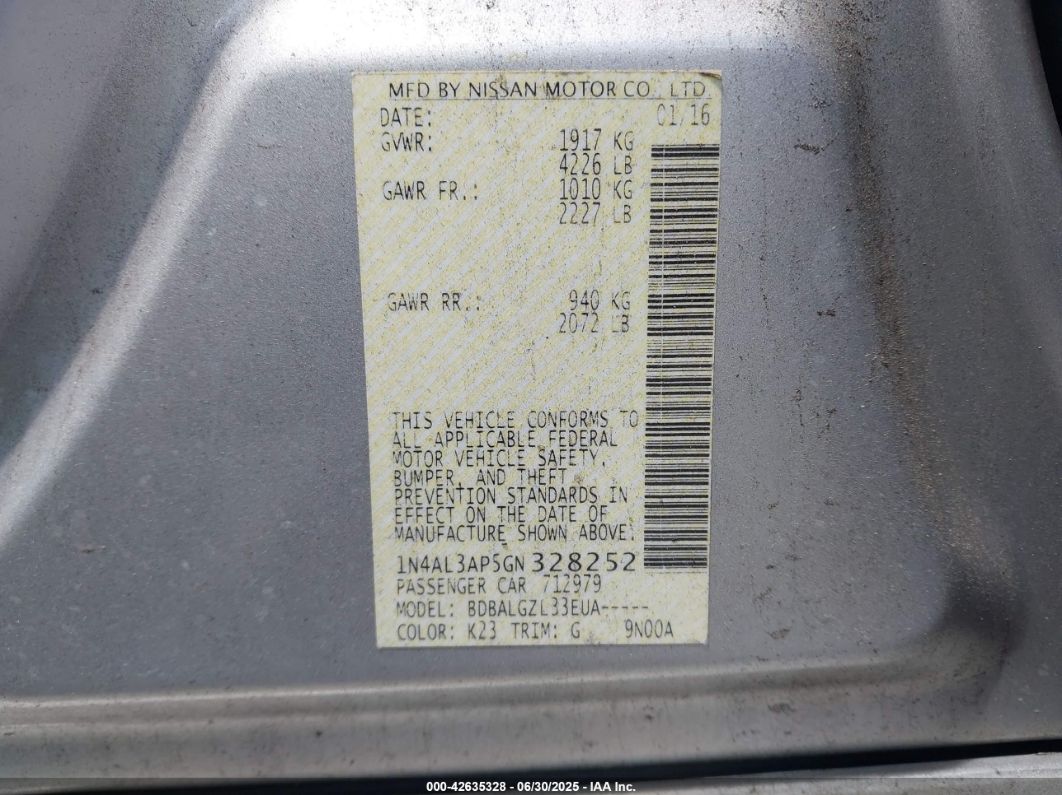 MFD BY NISSAN MOTOR CO., LTD.
DATE: 01/16
GVWR: 1917 KG
4226 LB
GAWR FR.: 1010 KG
2227 LB
GAWR RR.: 940 KG
2072 LB
THIS VEHICLE CONFORMS TO
ALL APPLICABLE FEDERAL
MOTOR VEHICLE SAFETY,
BUMPER, AND THEFT
PREVENTION STANDARDS IN
EFFECT ON THE DATE OF
MANUFACTURE SHOWN ABOVE.
1N4AL3AP5GN328252
PASSENGER CAR 712979
MODEL: BDBALGZL33EUA-----
COLOR: K23 TRIM: G 9N00A
000-42635328 - 06/30/2025 - IAA Inc.